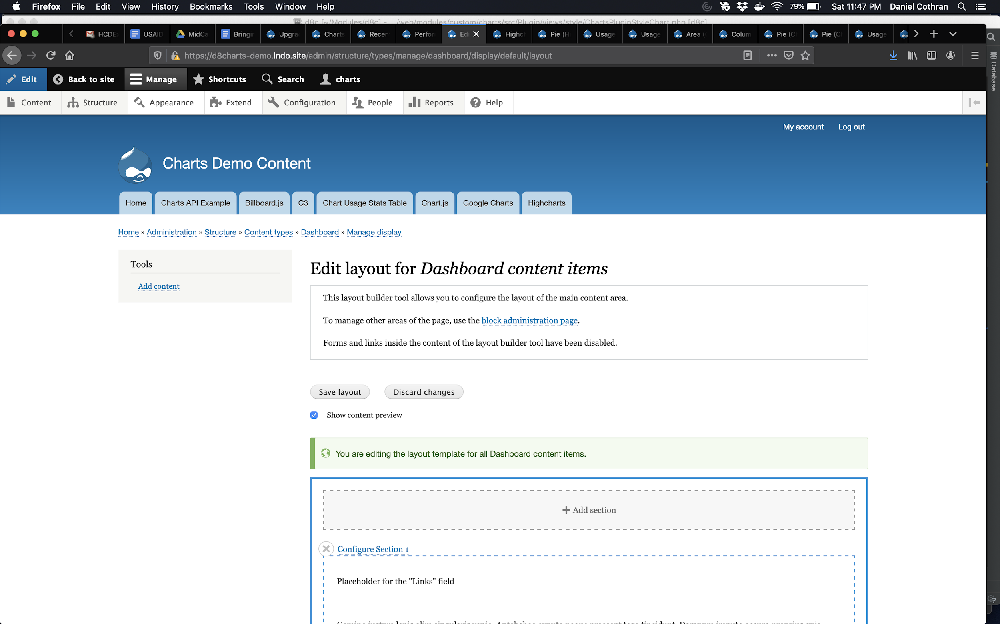 Firefox File Edit View History Bookmarks Tools Window Help 79% Sat 11:47 PM Daniel Cothran
d8c [~/Modules/d8c] - .../web/modules/custom/charts/src/Plugin/views/style/ChartsPluginStyleChart.php [d8c]
HCDE USAID MidCa Bringi Upgra Charts Recen Perfor Edi Highch Pie (Hi Usage Usage Area ( Colum Pie (C Pie (C Usage
https://d8charts-demo.lndo.site/admin/structure/types/manage/dashboard/display/default/layout
Database
Edit Back to site Manage Shortcuts Search charts
Content Structure Appearance Extend Configuration People Reports Help
My account Log out
Charts Demo Content
Home Charts API Example Billboard.js C3 Chart Usage Stats Table Chart.js Google Charts Highcharts
Home » Administration » Structure » Content types » Dashboard » Manage display
Tools
Add content
Edit layout for Dashboard content items
This layout builder tool allows you to configure the layout of the main content area.
To manage other areas of the page, use the block administration page.
Forms and links inside the content of the layout builder tool have been disabled.
Save layout Discard changes
Show content preview
You are editing the layout template for all Dashboard content items.
+ Add section
Configure Section 1
Placeholder for the "Links" field